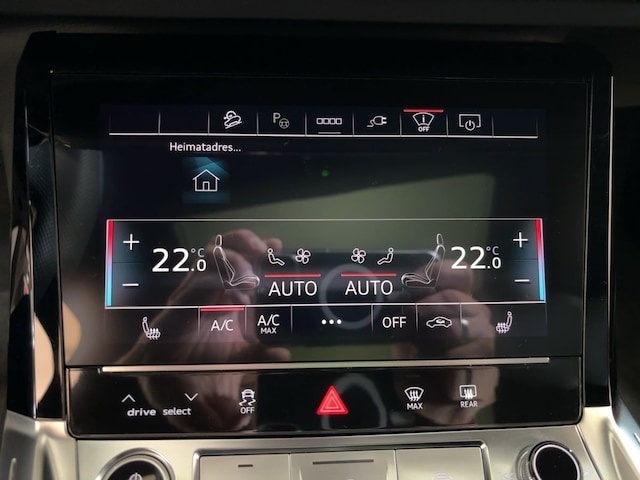 P
OFF
Heimatadres...
+ 22.0 °C 22.0 °C +
− AUTO AUTO −
A/C A/C MAX ••• OFF
drive select OFF MAX REAR